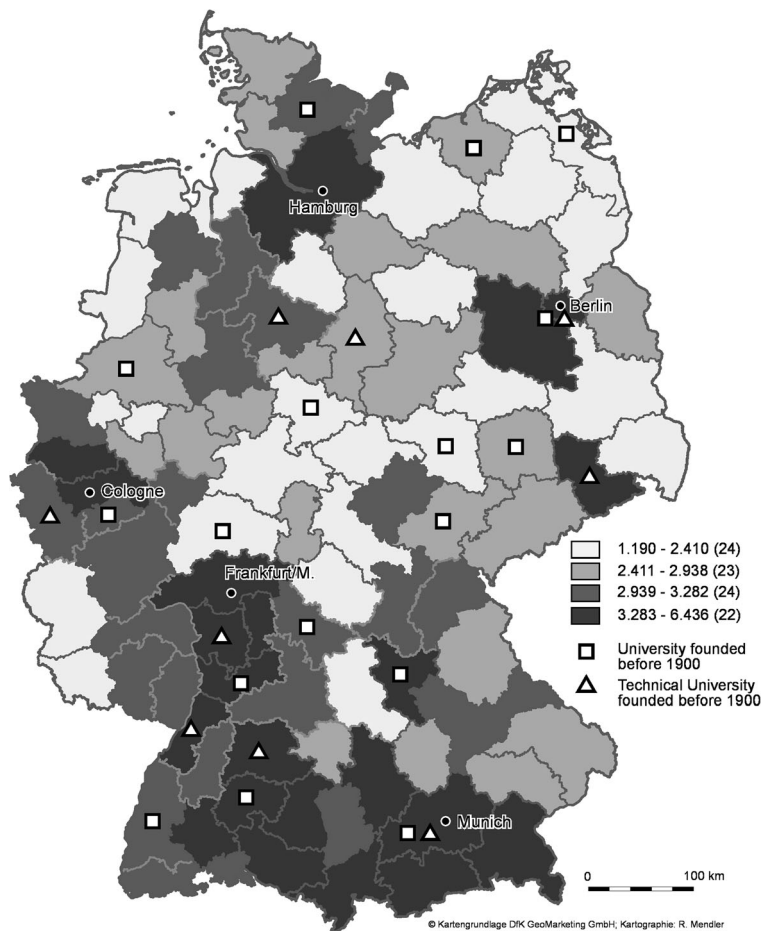 Hamburg
Berlin
Cologne
Frankfurt/M.
Munich
1.190 - 2.410 (24)
2.411 - 2.938 (23)
2.939 - 3.282 (24)
3.283 - 6.436 (22)
University founded
before 1900
Technical University
founded before 1900
0 100 km
© Kartengrundlage DfK GeoMarketing GmbH; Kartographie: R. Mendler